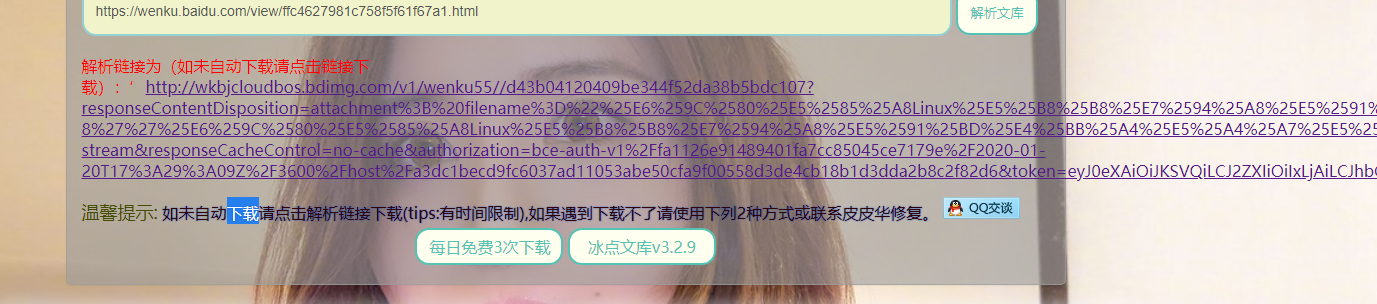 https://wenku.baidu.com/view/ffc4627981c758f5f61f67a1.html
解析文库
解析链接为（如未自动下载请点击链接下
载）：‘ http://wkbjcloudbos.bdimg.com/v1/wenku55//d43b04120409be344f52da38b5bdc107?
responseContentDisposition=attachment%3B%20filename%3D%22%25E6%259C%2580%25E5%2585%25A8Linux%25E5%25B8%25B8%25E7%2594%25A8%25E5%2591%
8%27%27%25E6%259C%2580%25E5%2585%25A8Linux%25E5%25B8%25B8%25E7%2594%25A8%25E5%2591%25BD%25E4%25BB%25A4%25E5%25A4%25A7%25E5%25
stream&responseCacheControl=no-cache&authorization=bce-auth-v1%2Ffa1126e91489401fa7cc85045ce7179e%2F2020-01-
20T17%3A29%3A09Z%2F3600%2Fhost%2Fa3dc1becd9fc6037ad11053abe50cfa9f00558d3de4cb18b1d3dda2b8c2f82d6&token=eyJ0eXAiOiJKSVQiLCJ2ZXIiOiIxLjAiLCJhbG
温馨提示: 如未自动下载请点击解析链接下载(tips:有时间限制),如果遇到下载不了请使用下列2种方式或联系皮皮华修复。
QQ交谈
每日免费3次下载
冰点文库v3.2.9